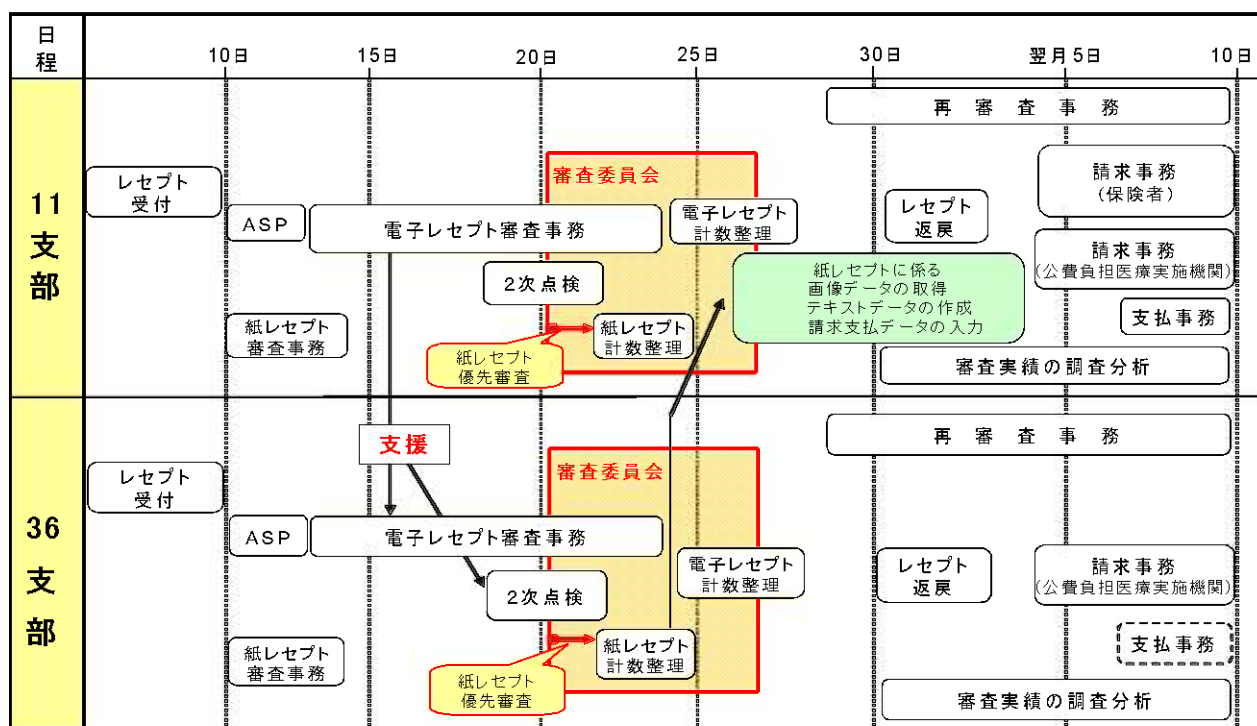 日
程
10日
15日
20日
25日
30日
翌月5日
10日
11
支
部
再審査事務
レセプト
受付
ASP
電子レセプト審査事務
審査委員会
電子レセプト
計数整理
レセプト
返戻
請求事務
(保険者)
2次点検
紙レセプトに係る
画像データの取得
テキストデータの作成
請求支払データの入力
請求事務
(公費負担医療実施機関)
紙レセプト
審査事務
紙レセプト
優先審査
紙レセプト
計数整理
支払事務
審査実績の調査分析
36
支
部
支援
再審査事務
レセプト
受付
ASP
電子レセプト審査事務
審査委員会
電子レセプト
計数整理
レセプト
返戻
請求事務
(公費負担医療実施機関)
2次点検
紙レセプト
審査事務
紙レセプト
優先審査
紙レセプト
計数整理
支払事務
審査実績の調査分析